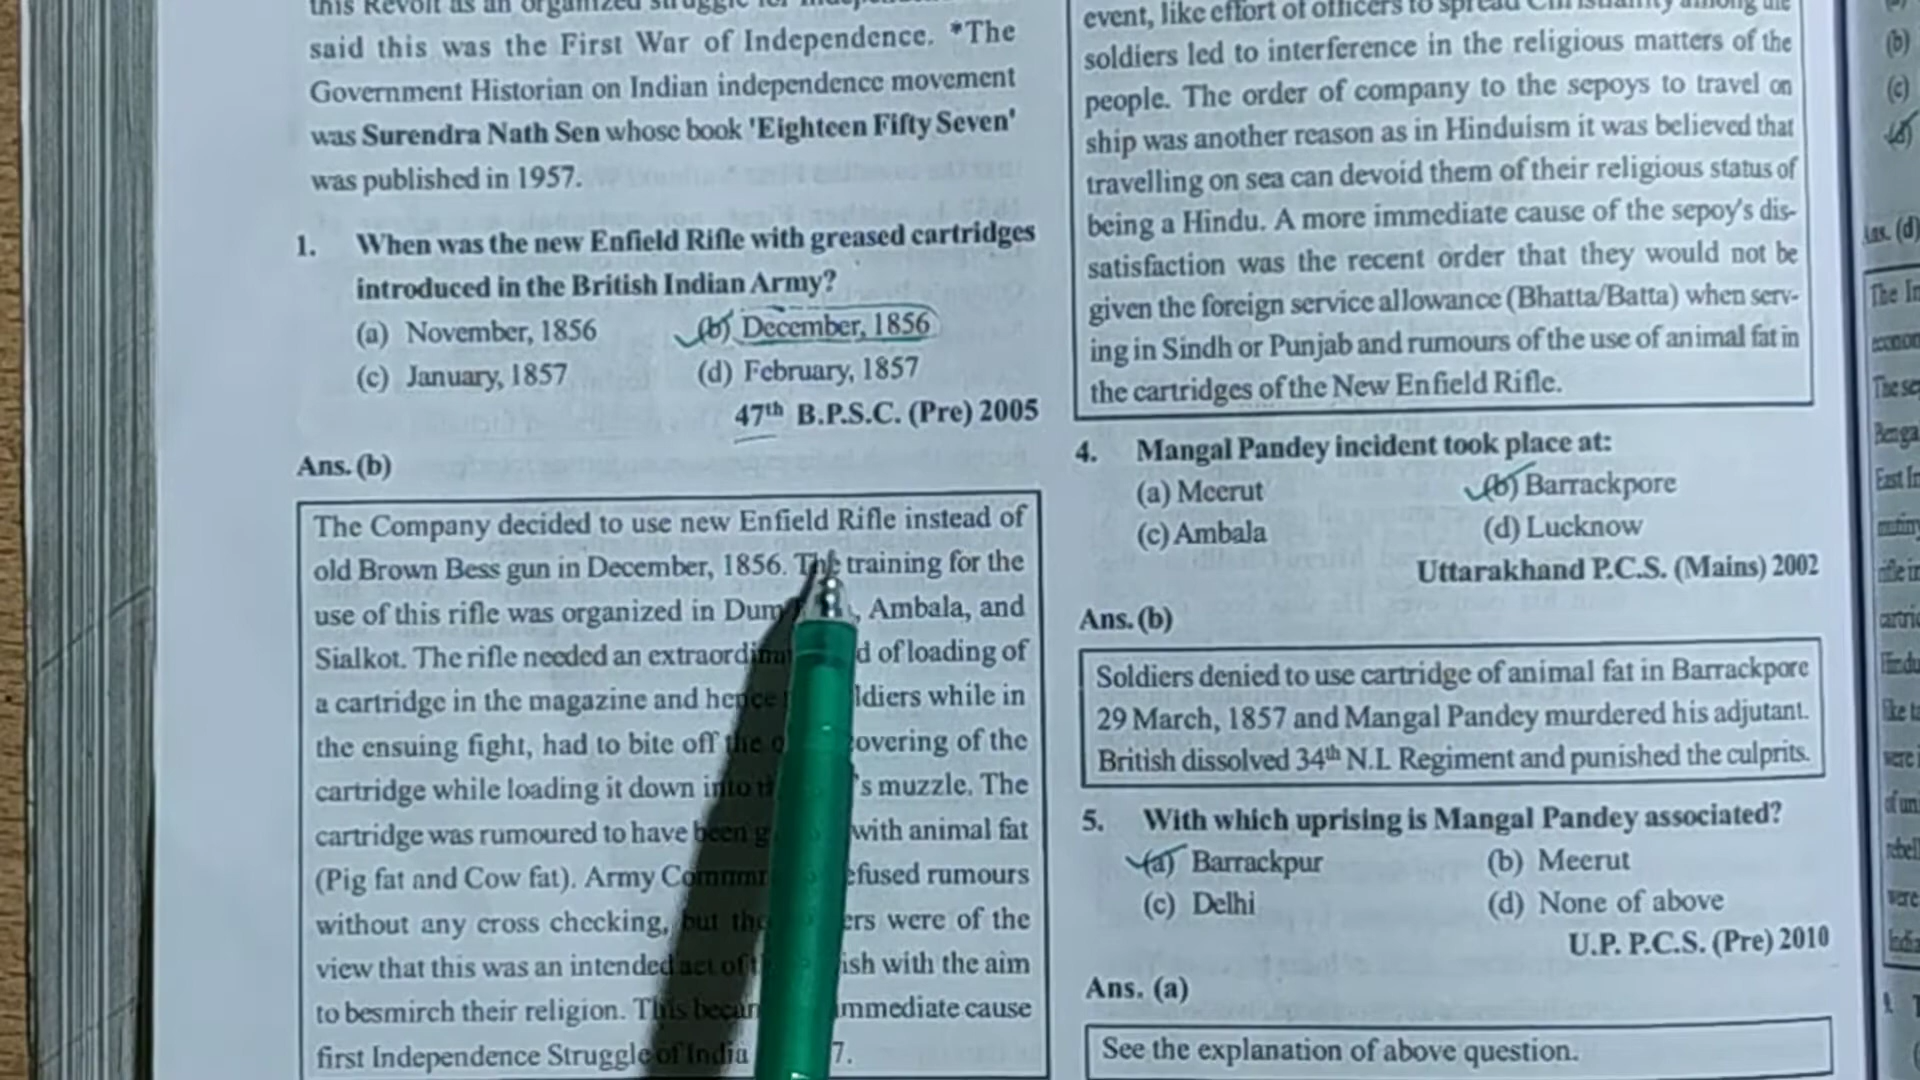 said this was the First War of Independence. *The
Government Historian on Indian independence movement
was Surendra Nath Sen whose book 'Eighteen Fifty Seven'
was published in 1957.
1. When was the new Enfield Rifle with greased cartridges
introduced in the British Indian Army?
(a) November, 1856 (b) December, 1856
(c) January, 1857 (d) February, 1857
47th B.P.S.C. (Pre) 2005
Ans. (b)
The Company decided to use new Enfield Rifle instead of
old Brown Bess gun in December, 1856. The training for the
use of this rifle was organized in Ambala, and
Sialkot. The rifle needed an of loading of
a cartridge in the magazine and hence while in
the ensuing fight, had to bite off the of the
cartridge while loading it down into muzzle. The
cartridge was rumoured to have been with animal fat
(Pig fat and Cow fat). Army rumours
without any cross checking, but were of the
view that this was an intended act of with the aim
to besmirch their religion. This immediate cause
first Independence Struggle of India
event, like effort of officers to spread Christianity among the
soldiers led to interference in the religious matters of the
people. The order of company to the sepoys to travel on
ship was another reason as in Hinduism it was believed that
travelling on sea can devoid them of their religious status of
being a Hindu. A more immediate cause of the sepoy's dis-
satisfaction was the recent order that they would not be
given the foreign service allowance (Bhatta/Batta) when serv-
ing in Sindh or Punjab and rumours of the use of animal fat in
the cartridges of the New Enfield Rifle.
4. Mangal Pandey incident took place at:
(a) Meerut (b) Barrackpore
(c) Ambala (d) Lucknow
Uttarakhand P.C.S. (Mains) 2002
Ans. (b)
Soldiers denied to use cartridge of animal fat in Barrackpore
29 March, 1857 and Mangal Pandey murdered his adjutant.
British dissolved 34th N.I. Regiment and punished the culprits.
5. With which uprising is Mangal Pandey associated?
(a) Barrackpur (b) Meerut
(c) Delhi (d) None of above
U.P. P.C.S. (Pre) 2010
Ans. (a)
See the explanation of above question.
(b)
(c)
Ans. (d)